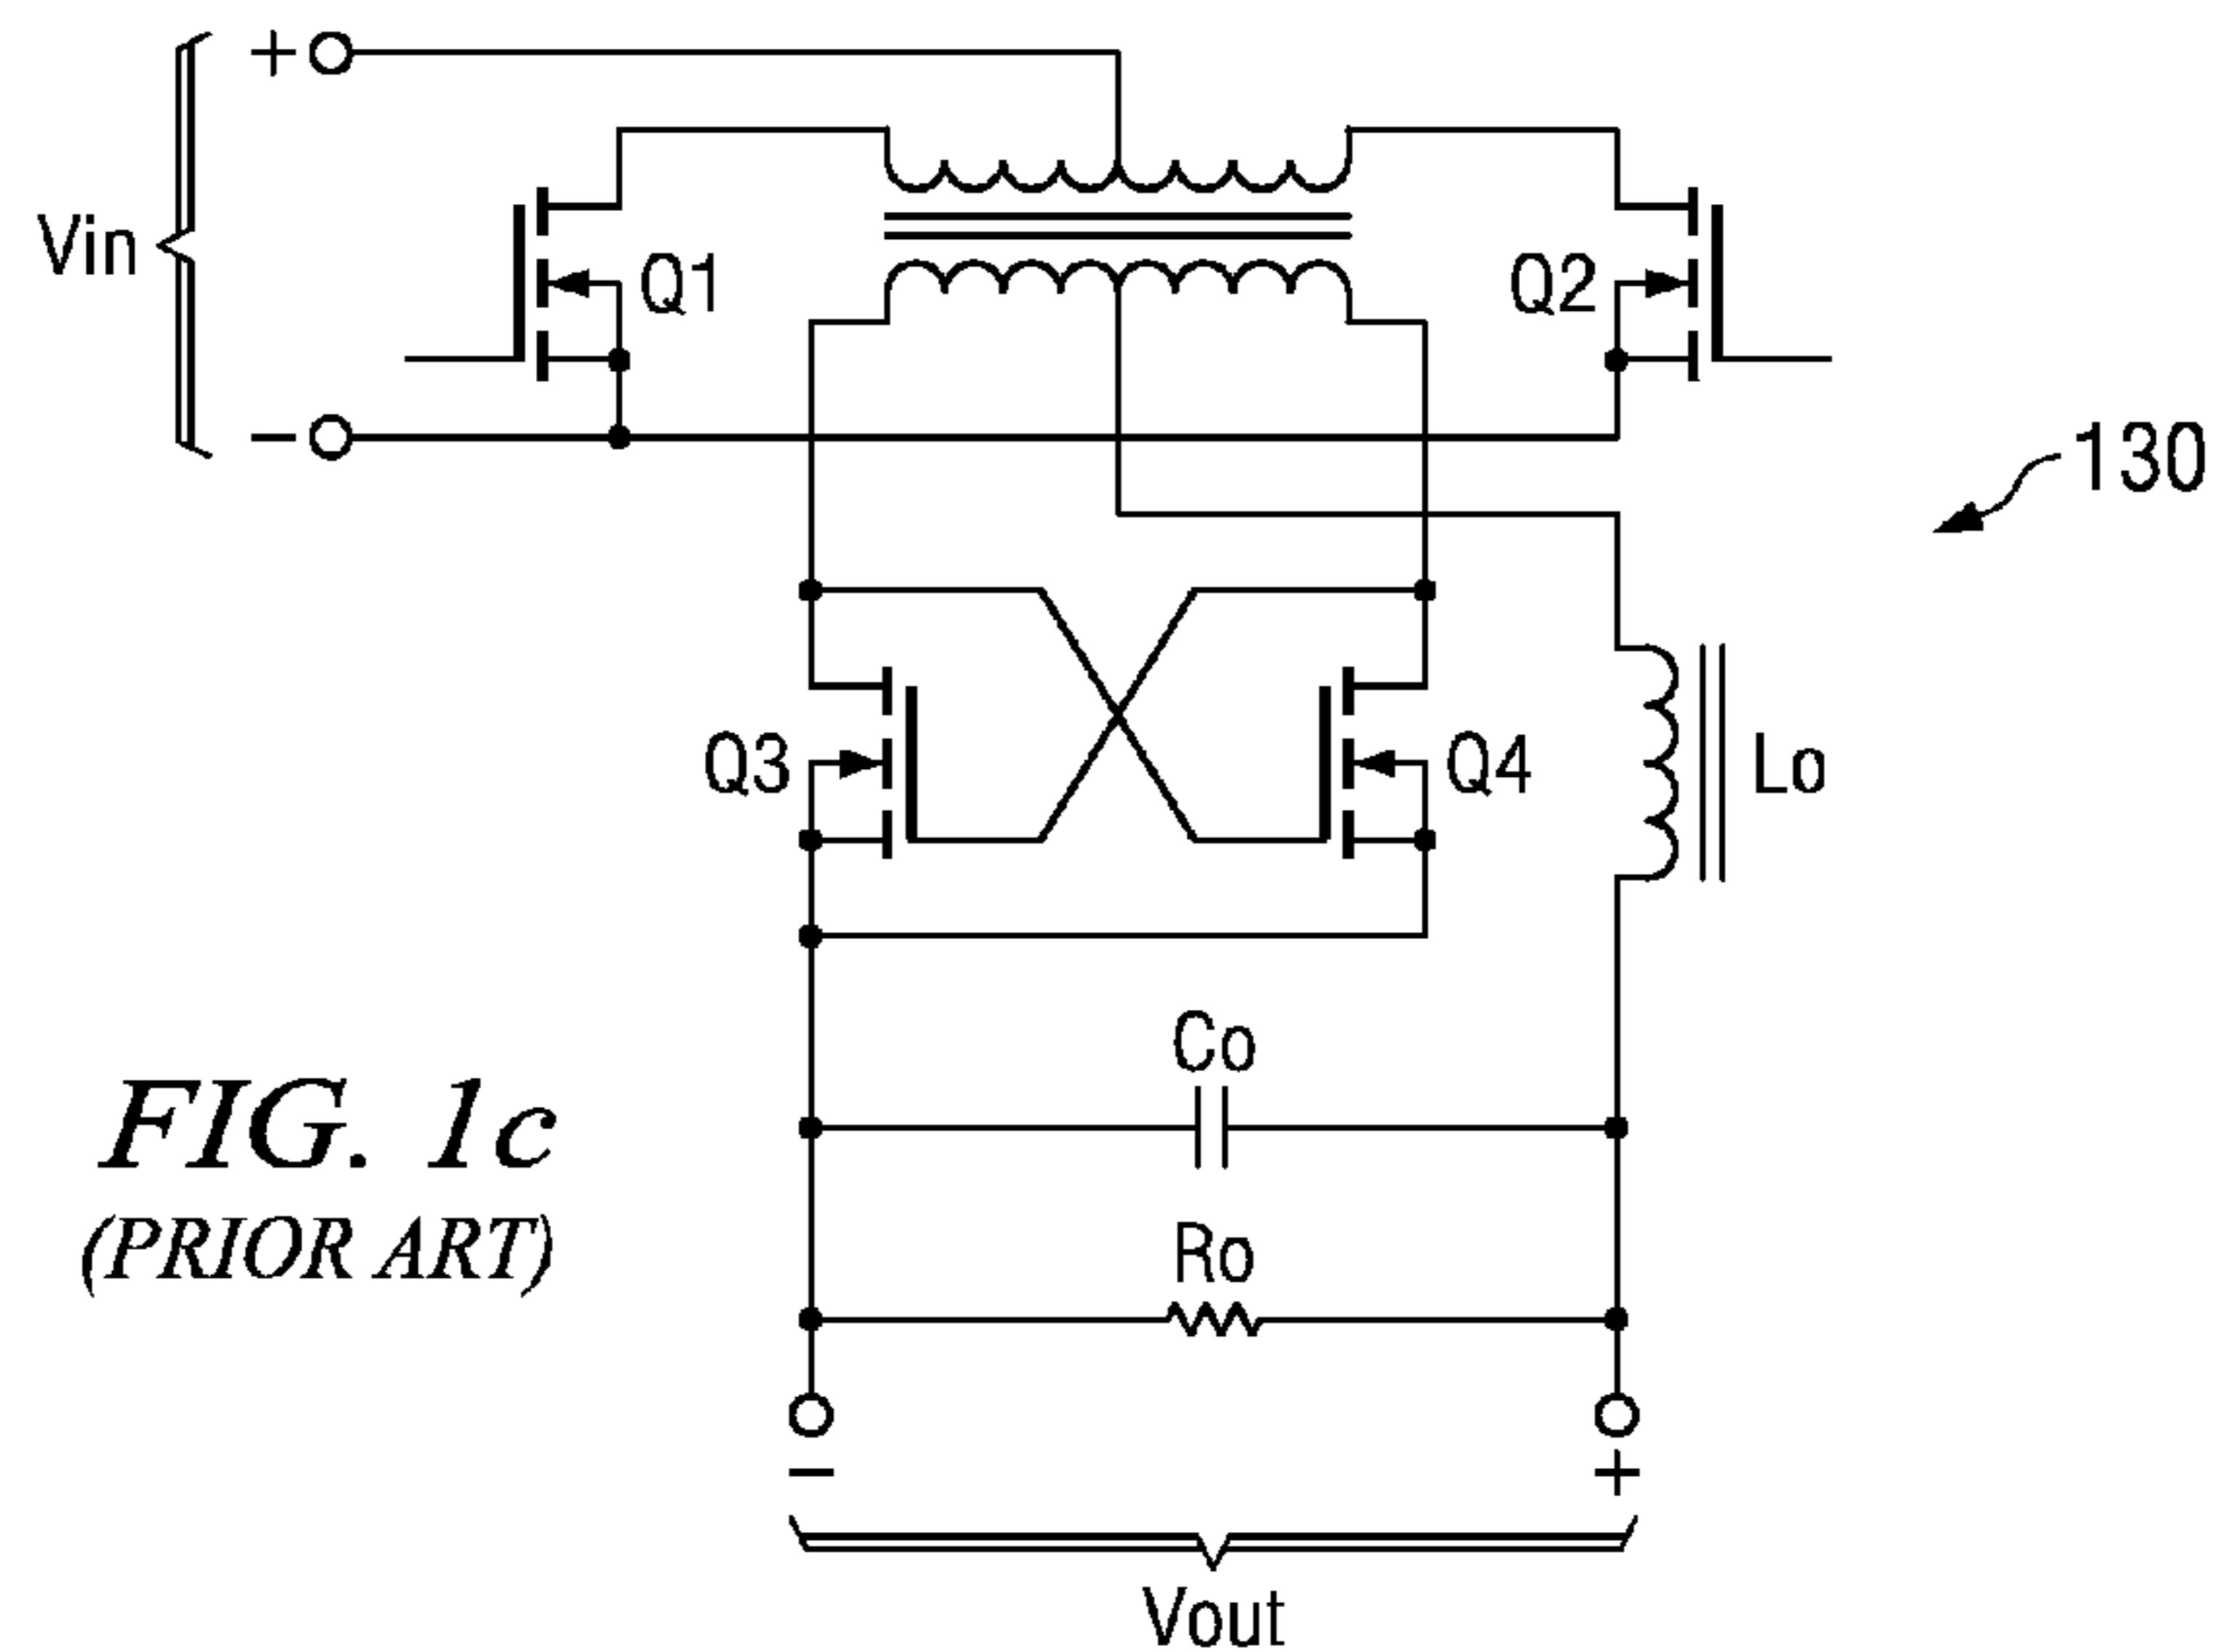 +
Vin
Q1
Q2
−
130
Q3
Q4
Lo
Co
FIG. 1c
(PRIOR ART)
Ro
− +
Vout